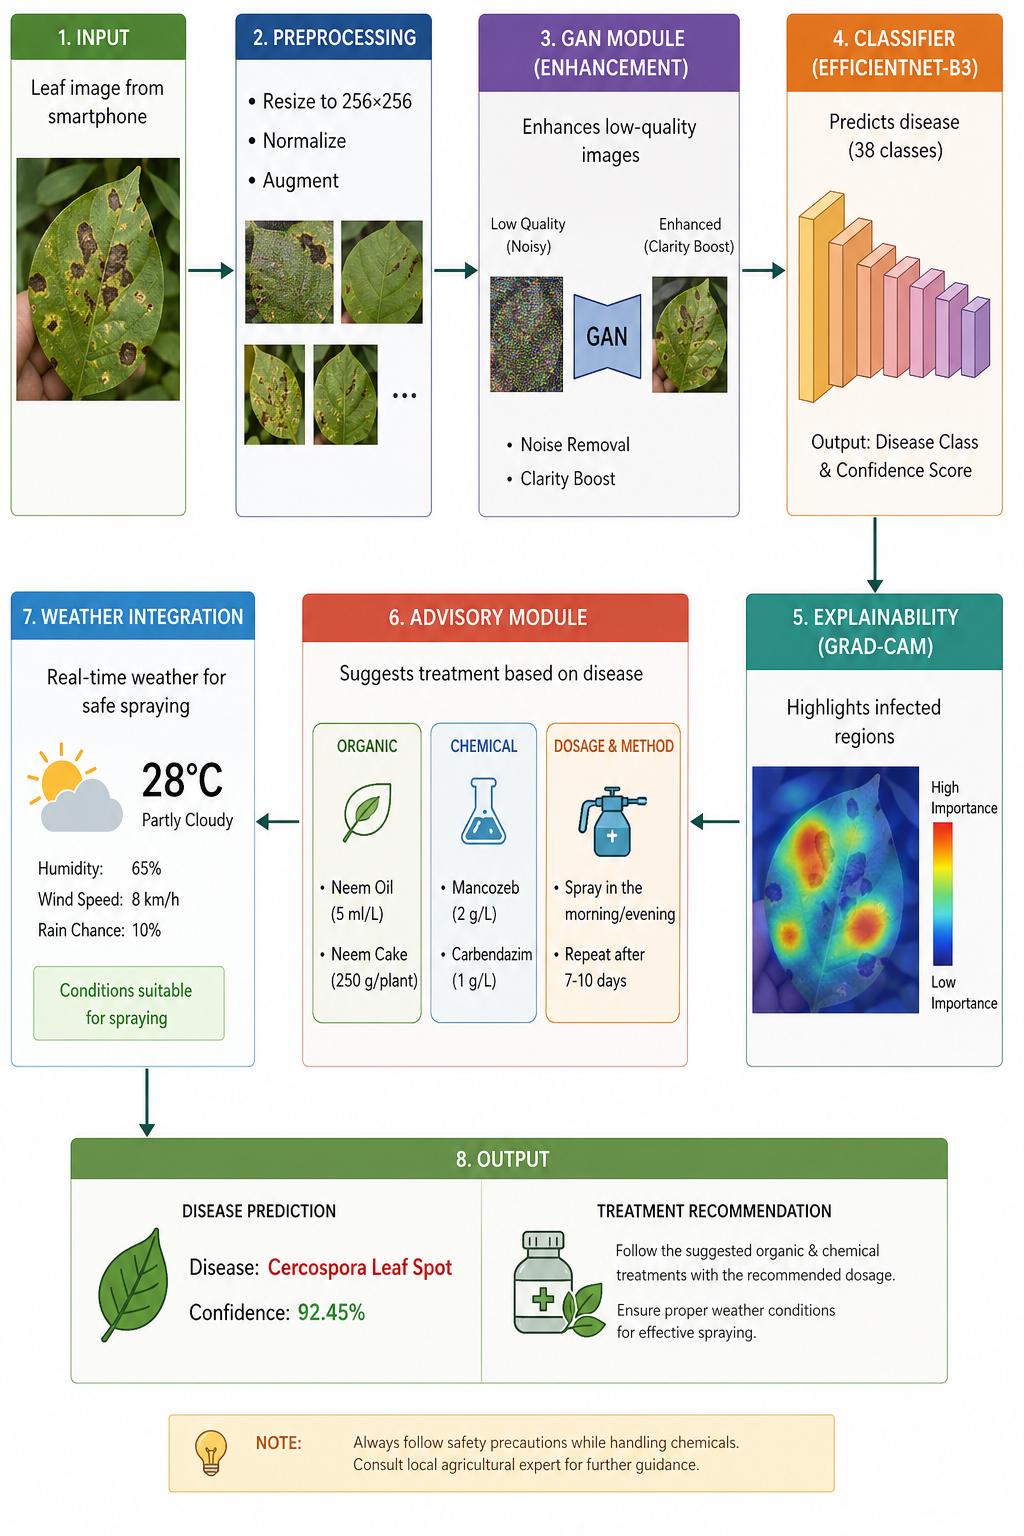 1. INPUT
Leaf image from
smartphone
2. PREPROCESSING
• Resize to 256×256
• Normalize
• Augment
...
3. GAN MODULE
(ENHANCEMENT)
Enhances low-quality
images
Low Quality
(Noisy)
Enhanced
(Clarity Boost)
GAN
• Noise Removal
• Clarity Boost
4. CLASSIFIER
(EFFICIENTNET-B3)
Predicts disease
(38 classes)
Output: Disease Class
& Confidence Score
5. EXPLAINABILITY
(GRAD-CAM)
Highlights infected
regions
High
Importance
Low
Importance
6. ADVISORY MODULE
Suggests treatment based on disease
ORGANIC
• Neem Oil
(5 ml/L)
• Neem Cake
(250 g/plant)
CHEMICAL
• Mancozeb
(2 g/L)
• Carbendazim
(1 g/L)
DOSAGE & METHOD
• Spray in the
morning/evening
• Repeat after
7-10 days
7. WEATHER INTEGRATION
Real-time weather for
safe spraying
28°C
Partly Cloudy
Humidity: 65%
Wind Speed: 8 km/h
Rain Chance: 10%
Conditions suitable
for spraying
8. OUTPUT
DISEASE PREDICTION
Disease: Cercospora Leaf Spot
Confidence: 92.45%
TREATMENT RECOMMENDATION
Follow the suggested organic & chemical
treatments with the recommended dosage.
Ensure proper weather conditions
for effective spraying.
NOTE: Always follow safety precautions while handling chemicals.
Consult local agricultural expert for further guidance.